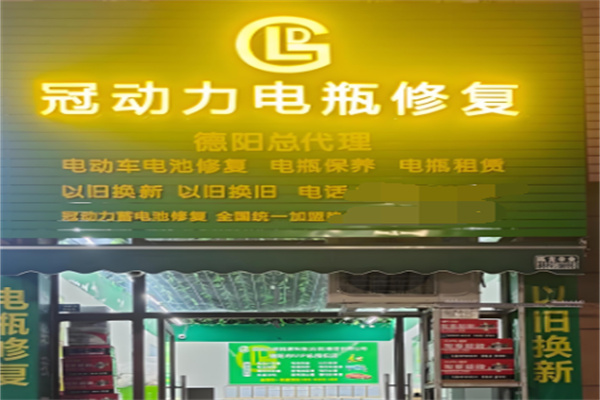 冠动力电瓶修复
德阳总代理
电动车电池修复 电瓶保养 电瓶租赁
以旧换新 以旧换旧 电话
冠动力蓄电池修复 全国统一加盟
电瓶修复
以旧换新